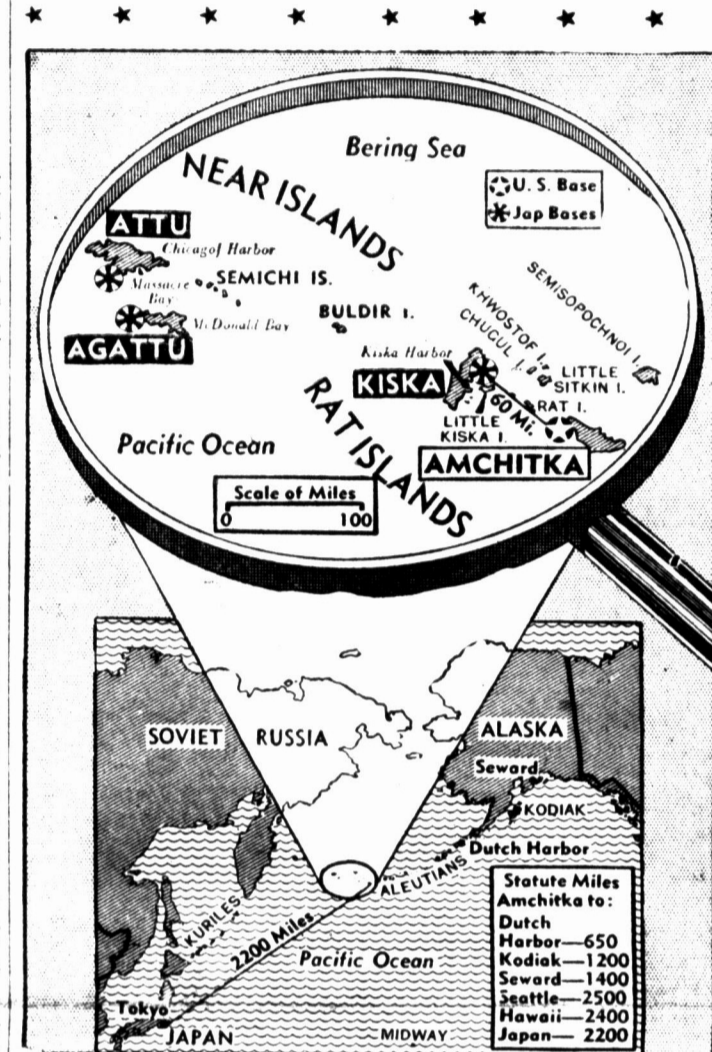 Bering Sea
NEAR ISLANDS
U. S. Base
Jap Bases
ATTU
Chicagof Harbor
Massacre
Bay
SEMICHI IS.
AGATTU
McDonald Bay
BULDIR I.
SEMISOPOCHNOI I.
KHWOSTOF I.
CHUGUL I.
Kiska Harbor
KISKA
LITTLE
SITKIN I.
60 Mi.
RAT I.
LITTLE
KISKA I.
RAT ISLANDS
AMCHITKA
Pacific Ocean
Scale of Miles
0 100
SOVIET RUSSIA
ALASKA
Seward
KODIAK
Dutch Harbor
ALEUTIANS
KURILES
2200 Miles
Pacific Ocean
Tokyo
JAPAN
MIDWAY
Statute Miles
Amchitka to:
Dutch
Harbor—650
Kodiak—1200
Seward—1400
Seattle—2500
Hawaii—2400
Japan—2200